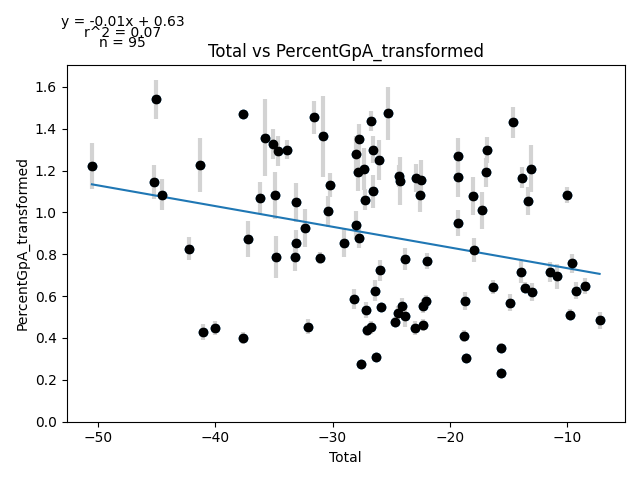 y = -0.01x + 0.63
r^2 = 0.07
n = 95
Total vs PercentGpA_transformed
1.6
1.4
1.2
1.0
0.8
0.6
0.4
0.2
0.0
PercentGpA_transformed
−50
−40
−30
−20
−10
Total